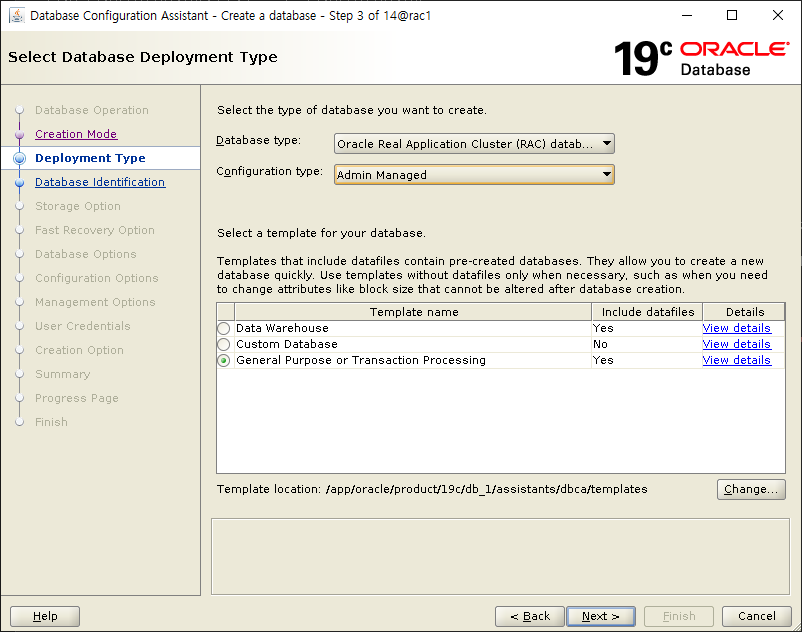 Database Configuration Assistant - Create a database - Step 3 of 14@rac1
Select Database Deployment Type
19c ORACLE
Database
Database Operation
Creation Mode
Deployment Type
Database Identification
Storage Option
Fast Recovery Option
Database Options
Configuration Options
Management Options
User Credentials
Creation Option
Summary
Progress Page
Finish
Select the type of database you want to create.
Database type: Oracle Real Application Cluster (RAC) datab...
Configuration type: Admin Managed
Select a template for your database.
Templates that include datafiles contain pre-created databases. They allow you to create a new
database quickly. Use templates without datafiles only when necessary, such as when you need
to change attributes like block size that cannot be altered after database creation.
Template name Include datafiles Details
Data Warehouse Yes View details
Custom Database No View details
General Purpose or Transaction Processing Yes View details
Template location: /app/oracle/product/19c/db_1/assistants/dbca/templates Change...
Help < Back Next > Finish Cancel